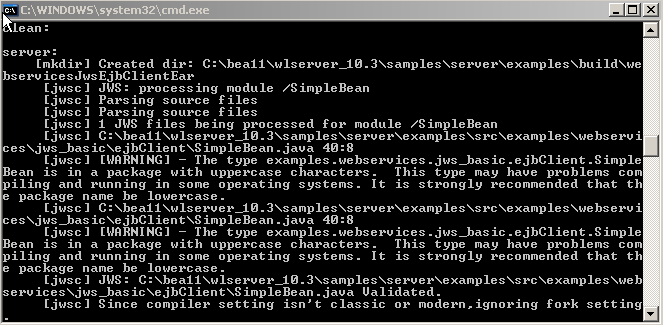 C:\WINDOWS\system32\cmd.exe
clean:
server:
[mkdir] Created dir: C:\bea11\wlserver_10.3\samples\server\examples\build\we
bservicesJwsEjbClientEar
[jwsc] JWS: processing module /SimpleBean
[jwsc] Parsing source files
[jwsc] Parsing source files
[jwsc] 1 JWS files being processed for module /SimpleBean
[jwsc] C:\bea11\wlserver_10.3\samples\server\examples\src\examples\webservi
ces\jws_basic\ejbClient\SimpleBean.java 40:8
[jwsc] [WARNING] - The type examples.webservices.jws_basic.ejbClient.Simple
Bean is in a package with uppercase characters.  This type may have problems com
piling and running in some operating systems. It is strongly recommended that th
e package name be lowercase.
[jwsc] C:\bea11\wlserver_10.3\samples\server\examples\src\examples\webservi
ces\jws_basic\ejbClient\SimpleBean.java 40:8
[jwsc] [WARNING] - The type examples.webservices.jws_basic.ejbClient.Simple
Bean is in a package with uppercase characters.  This type may have problems com
piling and running in some operating systems. It is strongly recommended that th
e package name be lowercase.
[jwsc] JWS: C:\bea11\wlserver_10.3\samples\server\examples\src\examples\web
services\jws_basic\ejbClient\SimpleBean.java Validated.
[jwsc] Since compiler setting isn't classic or modern,ignoring fork setting
.